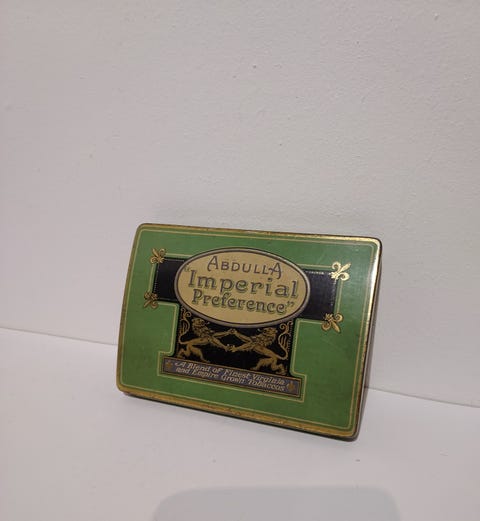 ABDULLA
"Imperial
Preference"
A Blend of Finest Virginia
and Empire Grown Tobaccos